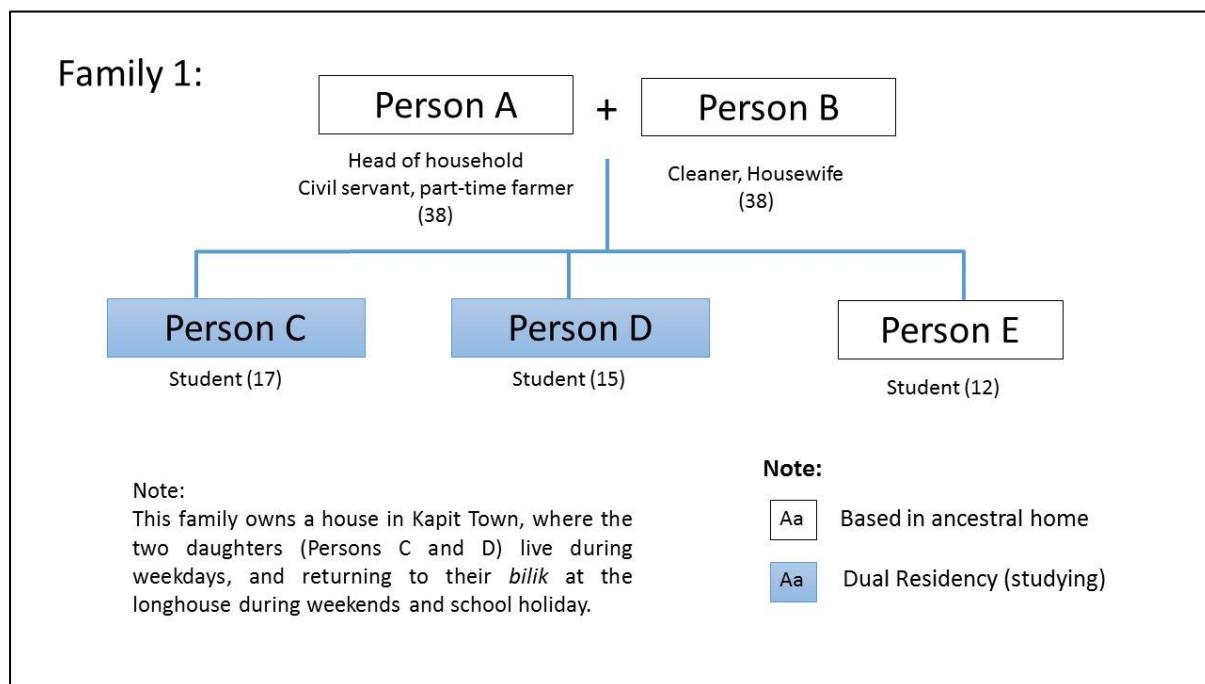 Family 1:
Person A + Person B
Head of household
Civil servant, part-time farmer
(38)
Cleaner, Housewife
(38)
Person C
Student (17)
Person D
Student (15)
Person E
Student (12)
Note:
This family owns a house in Kapit Town, where the
two daughters (Persons C and D) live during
weekdays, and returning to their bilik at the
longhouse during weekends and school holiday.
Note:
Aa Based in ancestral home
Aa Dual Residency (studying)